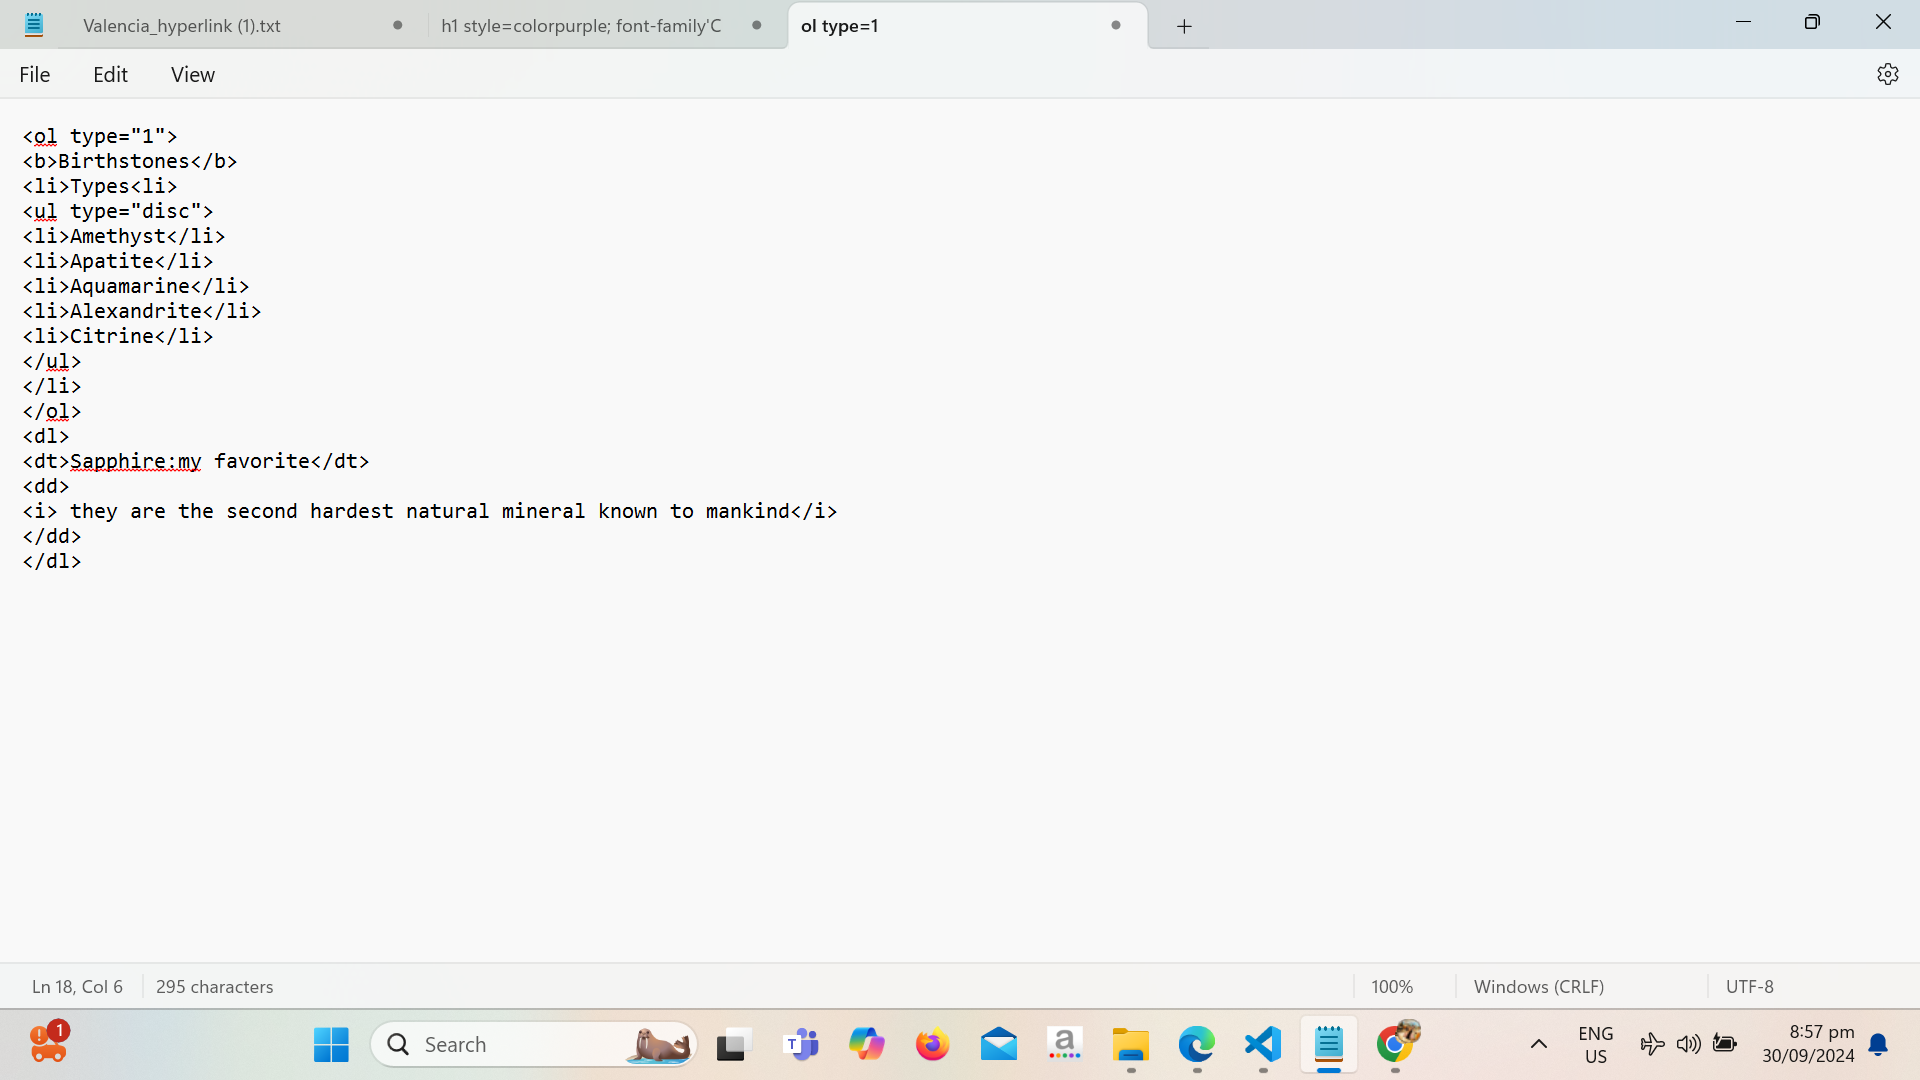 Valencia_hyperlink (1).txt
h1 style=colorpurple; font-family'C
ol type=1
File Edit View
<ol type="1">
<b>Birthstones</b>
<li>Types<li>
<ul type="disc">
<li>Amethyst</li>
<li>Apatite</li>
<li>Aquamarine</li>
<li>Alexandrite</li>
<li>Citrine</li>
</ul>
</li>
</ol>
<dl>
<dt>Sapphire:my favorite</dt>
<dd>
<i> they are the second hardest natural mineral known to mankind</i>
</dd>
</dl>
Ln 18, Col 6 295 characters 100% Windows (CRLF) UTF-8
1
Search
T
a
ENG
US
8:57 pm
30/09/2024